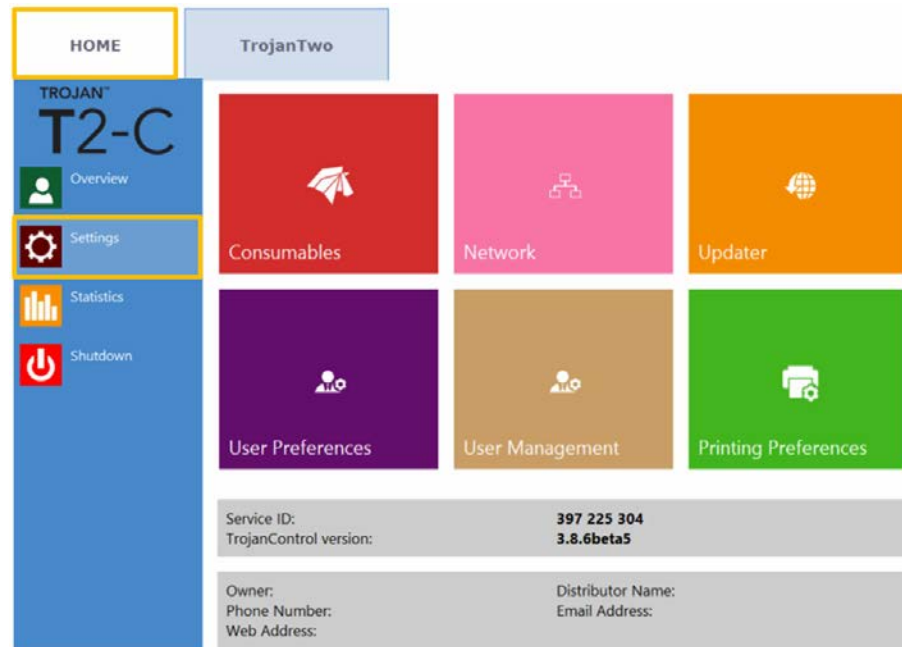 HOME
TrojanTwo
TROJAN™
T2-C
Overview
Settings
Statistics
Shutdown
Consumables
Network
Updater
User Preferences
User Management
Printing Preferences
Service ID: 397 225 304
TrojanControl version: 3.8.6beta5
Owner: Distributor Name:
Phone Number: Email Address:
Web Address: